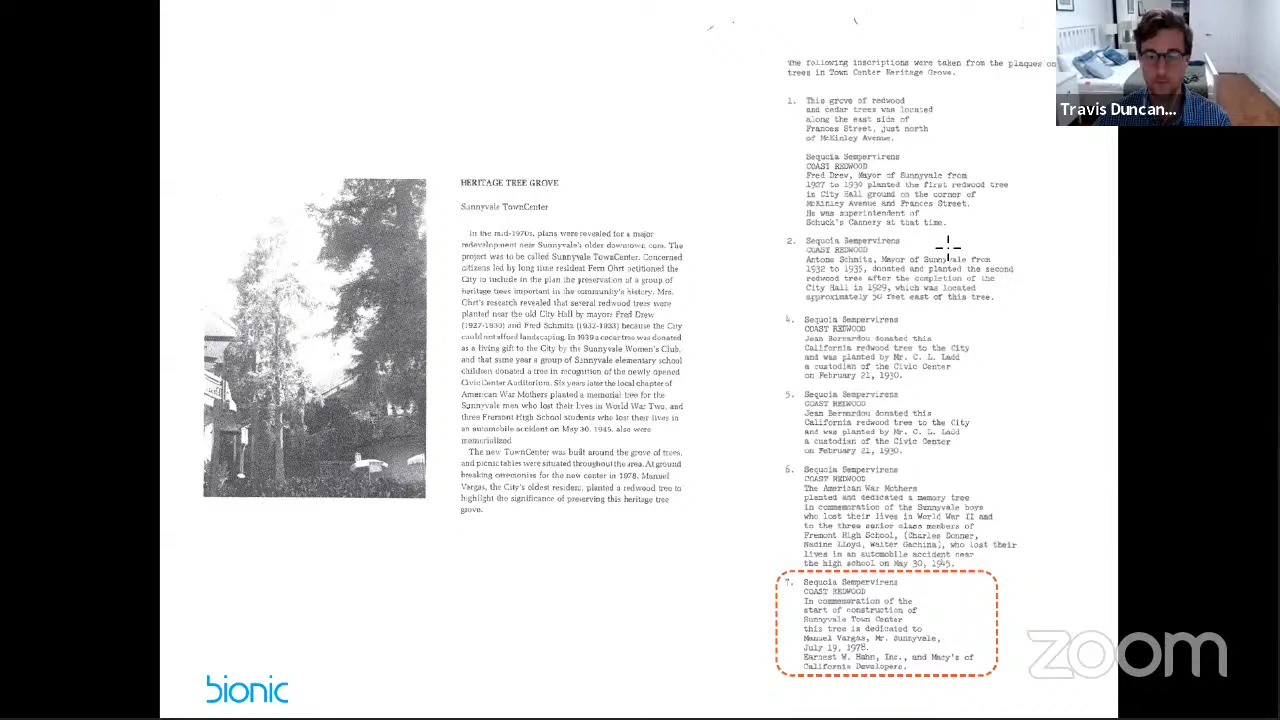 HERITAGE TREE GROVE
Sunnyvale TownCenter
In the mid-1970s, plans were revealed for a major
redevelopment near Sunnyvale's older downtown core. The
project was to be called Sunnyvale TownCenter. Concerned
citizens led by long time resident Fern Ohrt petitioned the
City to include in the plan the preservation of a group of
heritage trees important in the community's history. Mrs.
Ohrt's research revealed that several redwood trees were
planted near the old City Hall by mayors Fred Drew
(1927-1930) and Fred Schmitz (1932-1933) because the City
could not afford landscaping. In 1939 a cedar tree was donated
as a living gift to the City by the Sunnyvale Women's Club,
and that same year a group of Sunnyvale elementary school
children donated a tree in recognition of the newly opened
Civic Center Auditorium. Six years later the local chapter of
American War Mothers planted a memorial tree for the
Sunnyvale men who lost their lives in World War Two, and
three Fremont High School students who lost their lives in
an automobile accident on May 30, 1945, also were
memorialized
The new TownCenter was built around the grove of trees,
and picnic tables were situated throughout the area. At ground
breaking ceremonies for the new center in 1978, Manuel
Vargas, the City's oldest resident, planted a redwood tree to
highlight the significance of preserving this heritage tree
grove.
The following inscriptions were taken from the plaques on
trees in Town Center Heritage Grove.
1. This grove of redwood
and cedar trees was located
along the east side of
Frances Street, just north
of McKinley Avenue.
Sequoia Sempervirens
COAST REDWOOD
Fred Drew, Mayor of Sunnyvale from
1927 to 1930 planted the first redwood tree
in City Hall ground on the corner of
McKinley Avenue and Frances Street.
He was superintendent of
Schuck's Cannery at that time.
2. Sequoia Sempervirens
COAST REDWOOD
Antone Schmitz, Mayor of Sunnyvale from
1932 to 1935, donated and planted the second
redwood tree after the completion of the
City Hall in 1929, which was located
approximately 50 feet east of this tree.
4. Sequoia Sempervirens
COAST REDWOOD
Jean Bernardou donated this
California redwood tree to the City
and was planted by Mr. C. L. Ladd
a custodian of the Civic Center
on February 21, 1930.
5. Sequoia Sempervirens
COAST REDWOOD
Jean Bernardou donated this
California redwood tree to the City
and was planted by Mr. C. L. Ladd
a custodian of the Civic Center
on February 21, 1930.
6. Sequoia Sempervirens
COAST REDWOOD
The American War Mothers
planted and dedicated a memory tree
in commemoration of the Sunnyvale boys
who lost their lives in World War II and
to the three senior class members of
Fremont High School, (Charles Donner,
Nadine Lloyd, Walter Gachina), who lost their
lives in an automobile accident near
the high school on May 30, 1945.
7. Sequoia Sempervirens
COAST REDWOOD
In commemoration of the
start of construction of
Sunnyvale Town Center
this tree is dedicated to
Manuel Vargas, Mr. Sunnyvale,
July 19, 1978.
Earnest W. Hahn, Inc., and Macy's of
California Developers.
Travis Duncan...
bionic
zoom